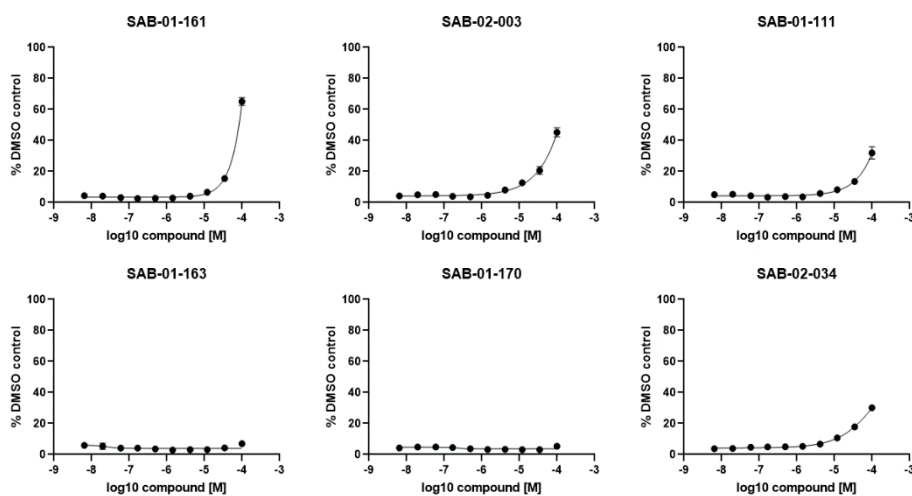 SAB-01-161
% DMSO control
100
80
60
40
20
0
-9 -8 -7 -6 -5 -4 -3
log10 compound [M]
SAB-02-003
% DMSO control
100
80
60
40
20
0
-9 -8 -7 -6 -5 -4 -3
log10 compound [M]
SAB-01-111
% DMSO control
100
80
60
40
20
0
-9 -8 -7 -6 -5 -4 -3
log10 compound [M]
SAB-01-163
% DMSO control
100
80
60
40
20
0
-9 -8 -7 -6 -5 -4 -3
log10 compound [M]
SAB-01-170
% DMSO control
100
80
60
40
20
0
-9 -8 -7 -6 -5 -4 -3
log10 compound [M]
SAB-02-034
% DMSO control
100
80
60
40
20
0
-9 -8 -7 -6 -5 -4 -3
log10 compound [M]